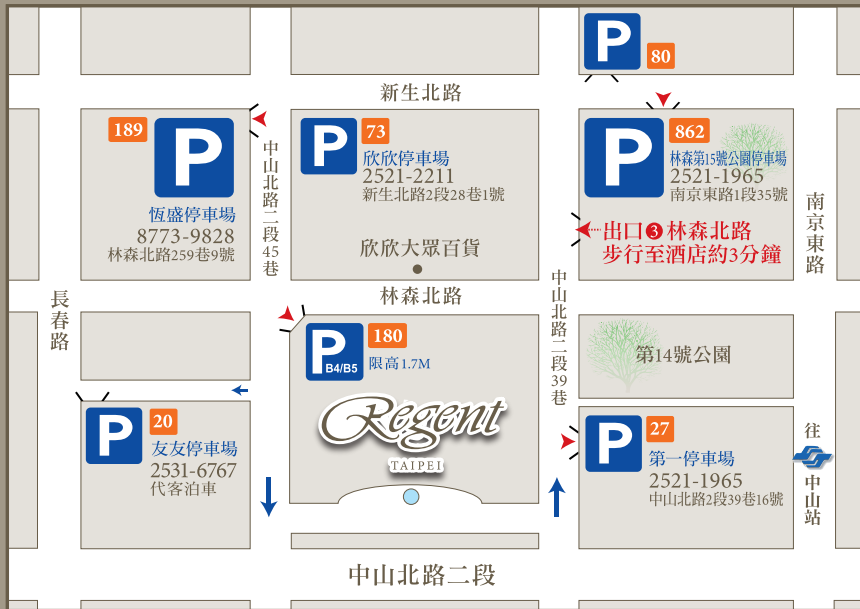 P
80
新生北路
189
P
恆盛停車場
8773-9828
林森北路259巷9號
中山北路二段45巷
P
73
欣欣停車場
2521-2211
新生北路2段28巷1號
欣欣大眾百貨
P
862
林森第15號公園停車場
2521-1965
南京東路1段35號
出口3林森北路
步行至酒店約3分鐘
南京東路
林森北路
長春路
中山北路二段39巷
P
B4/B5
180
限高1.7M
Regent
TAIPEI
第14號公園
P
20
友友停車場
2531-6767
代客泊車
P
27
第一停車場
2521-1965
中山北路2段39巷16號
往
中山站
中山北路二段